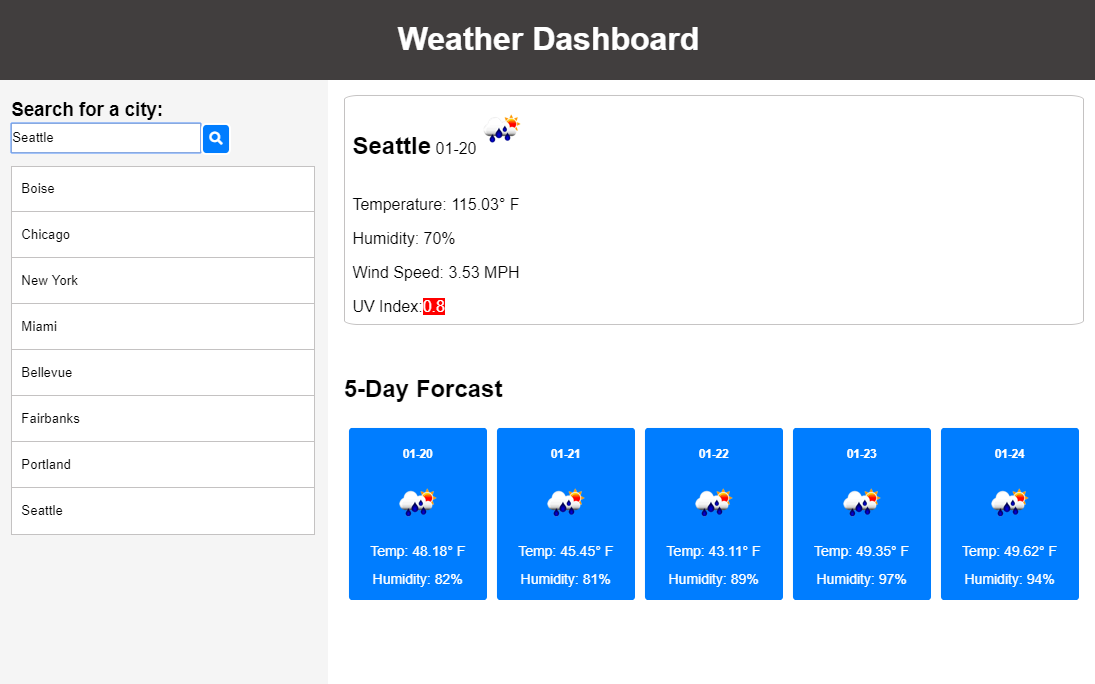 Weather Dashboard
Search for a city:
Seattle
Boise
Chicago
New York
Miami
Bellevue
Fairbanks
Portland
Seattle
Seattle 01-20
Temperature: 115.03° F
Humidity: 70%
Wind Speed: 3.53 MPH
UV Index:0.8
5-Day Forcast
01-20
Temp: 48.18° F
Humidity: 82%
01-21
Temp: 45.45° F
Humidity: 81%
01-22
Temp: 43.11° F
Humidity: 89%
01-23
Temp: 49.35° F
Humidity: 97%
01-24
Temp: 49.62° F
Humidity: 94%